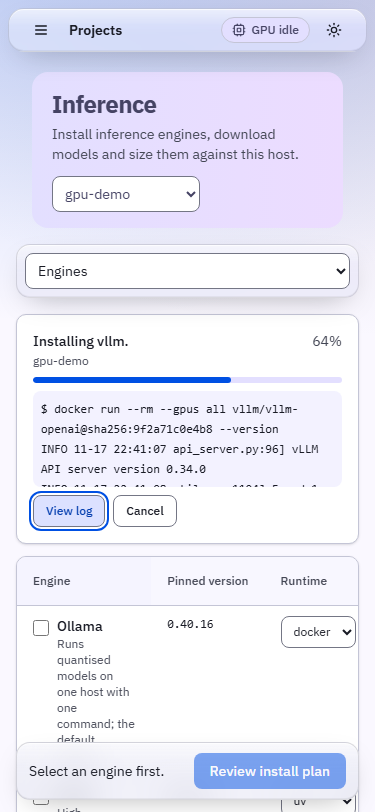 Projects
GPU idle
Inference
Install inference engines, download
models and size them against this host.
gpu-demo
Engines
Installing vllm.
64%
gpu-demo
$ docker run --rm --gpus all vllm/vllm-
openai@sha256:9f2a71c0e4b8 --version
INFO 11-17 22:41:07 api_server.py:96] vLLM
API server version 0.34.0
View log
Cancel
Engine
Pinned version
Runtime
Ollama
0.40.16
docker
Runs
quantised
models on
one host with
one
command; the
default
Select an engine first.
Review install plan
uv